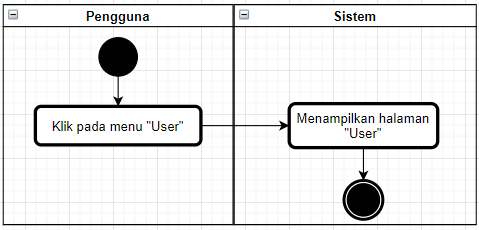 Pengguna
Sistem
Klik pada menu "User"
Menampilkan halaman
"User"